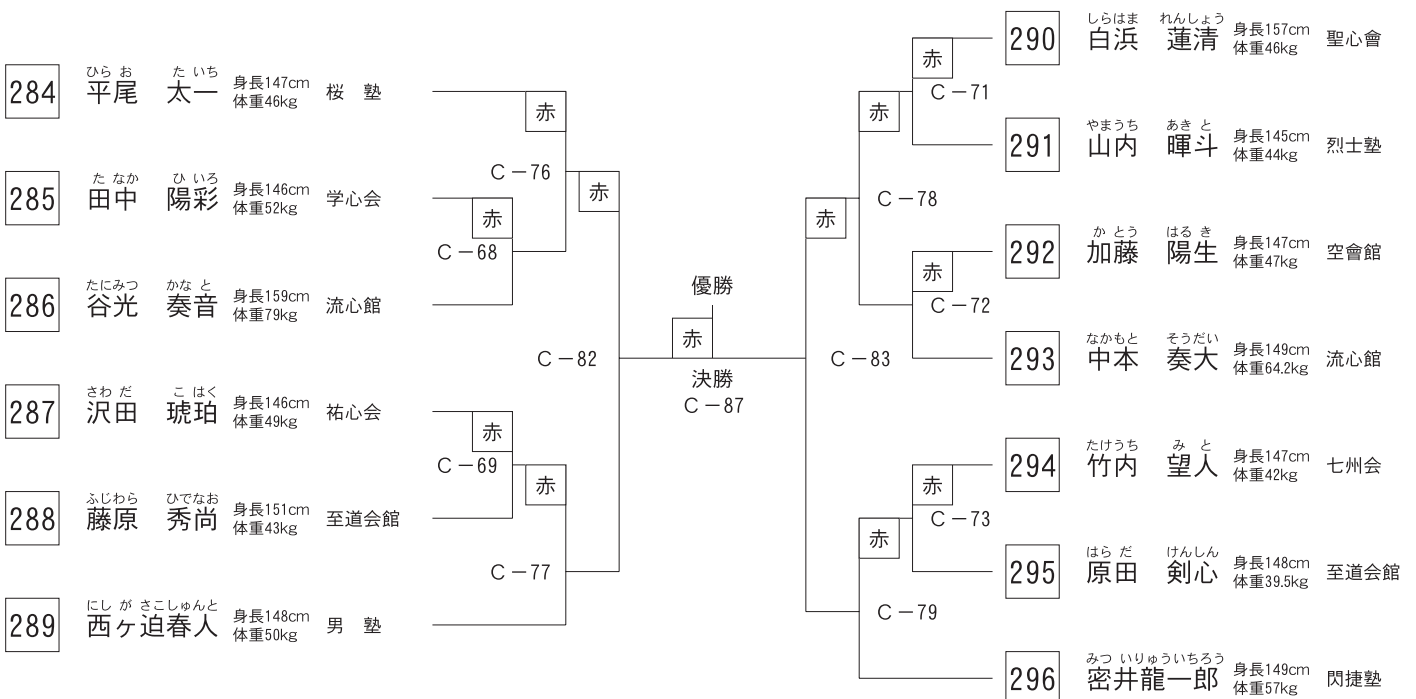 284
ひら お　た いち
平尾　太一
身長147cm
体重46kg
桜　塾
285
た なか　ひ いろ
田中　陽彩
身長146cm
体重52kg
学心会
286
たにみつ　かな と
谷光　奏音
身長159cm
体重79kg
流心館
287
さわ だ　こ はく
沢田　琥珀
身長146cm
体重49kg
祐心会
288
ふじわら　ひでなお
藤原　秀尚
身長151cm
体重43kg
至道会館
289
にし が さこしゅんと
西ヶ迫春人
身長148cm
体重50kg
男　塾
赤
C－76
赤
赤
C－68
C－82
赤
C－69
赤
C－77
優勝
赤
決勝
C－87
赤
C－71
赤
C－78
赤
赤
C－72
C－83
赤
C－73
赤
C－79
290
しらはま　れんしょう
白浜　蓮清
身長157cm
体重46kg
聖心會
291
やまうち　あき と
山内　暉斗
身長145cm
体重44kg
烈士塾
292
か とう　はる き
加藤　陽生
身長147cm
体重47kg
空會館
293
なかもと　そうだい
中本　奏大
身長149cm
体重64.2kg
流心館
294
たけうち　み と
竹内　望人
身長147cm
体重42kg
七州会
295
はら だ　けんしん
原田　剣心
身長148cm
体重39.5kg
至道会館
296
みつ いりゅういちろう
密井龍一郎
身長149cm
体重57kg
閃捷塾